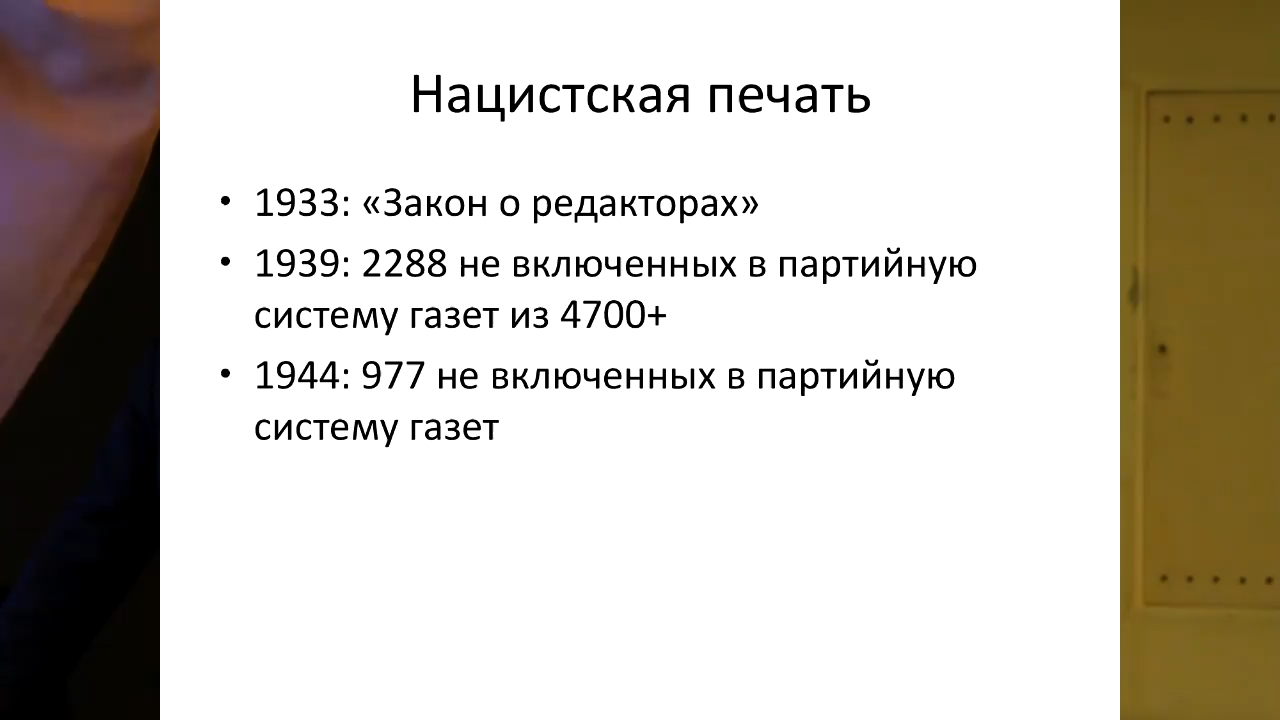 Нацистская печать
• 1933: «Закон о редакторах»
• 1939: 2288 не включенных в партийную
систему газет из 4700+
• 1944: 977 не включенных в партийную
систему газет